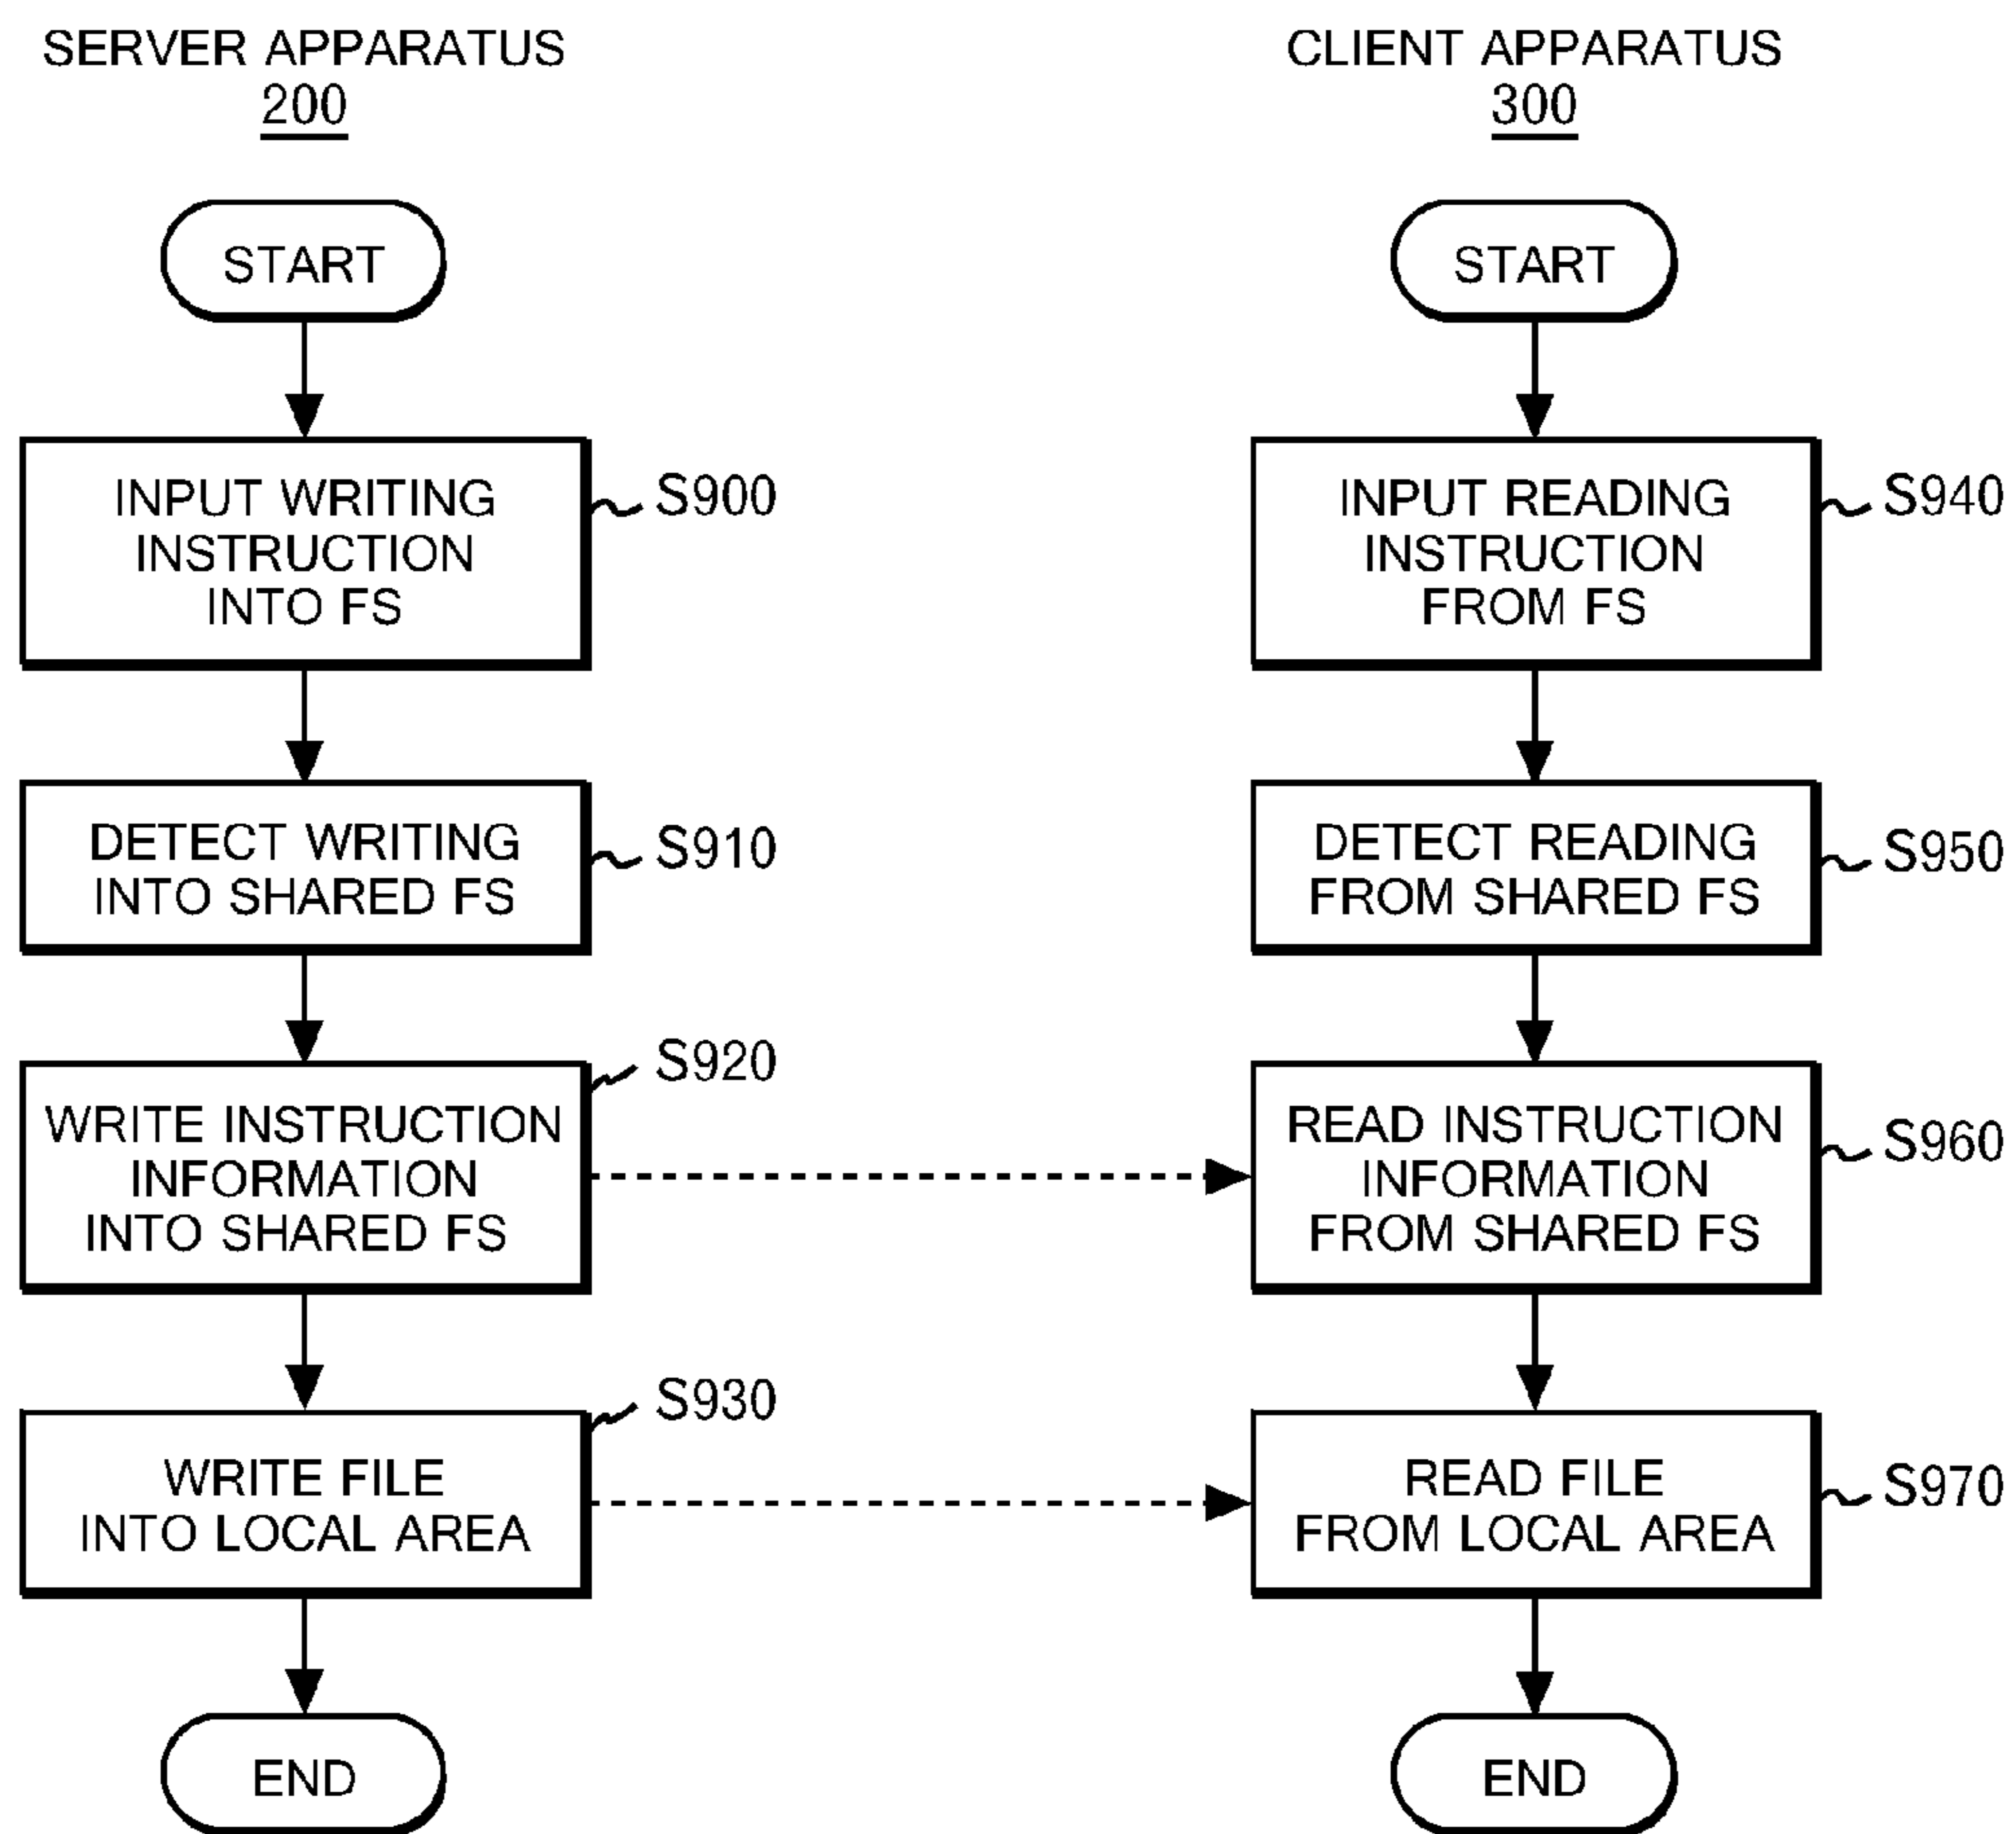 SERVER APPARATUS
200
START
INPUT WRITING
INSTRUCTION
INTO FS
S900
DETECT WRITING
INTO SHARED FS
S910
WRITE INSTRUCTION
INFORMATION
INTO SHARED FS
S920
WRITE FILE
INTO LOCAL AREA
S930
END
CLIENT APPARATUS
300
START
INPUT READING
INSTRUCTION
FROM FS
S940
DETECT READING
FROM SHARED FS
S950
READ INSTRUCTION
INFORMATION
FROM SHARED FS
S960
READ FILE
FROM LOCAL AREA
S970
END